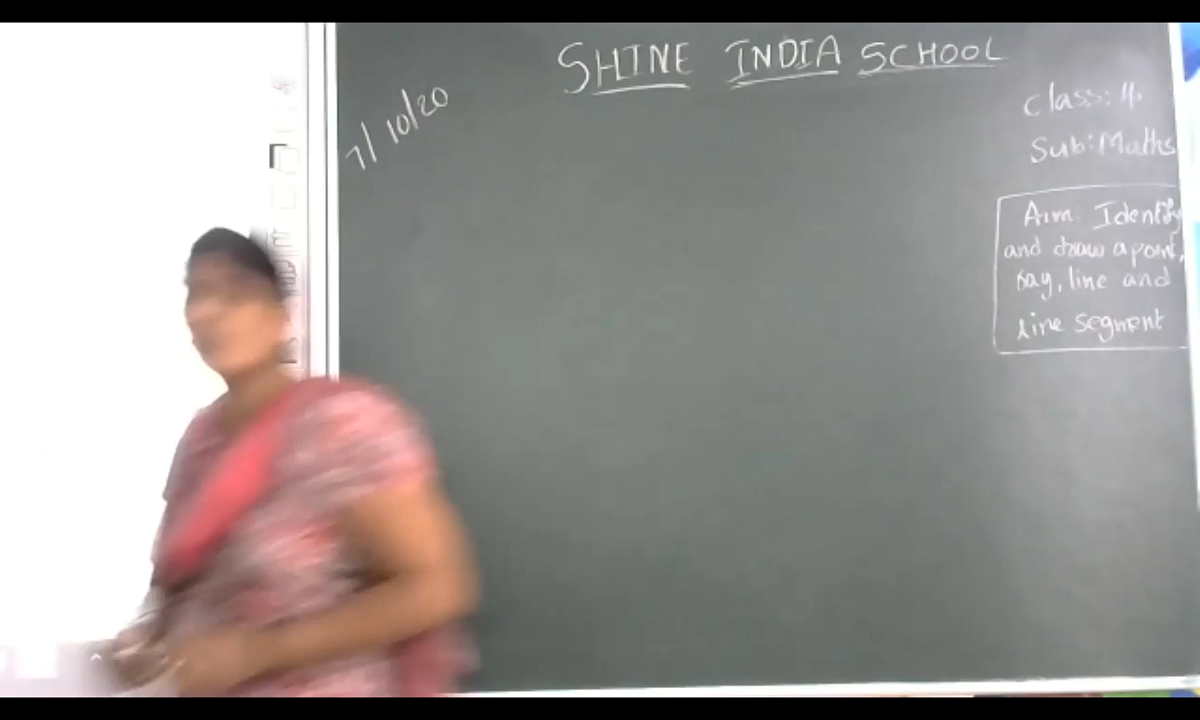 SHINE INDIA SCHOOL
7/10/20
Class: 4.
Sub: Maths
Aim: Identify
and draw a point,
ray, line and
line segment